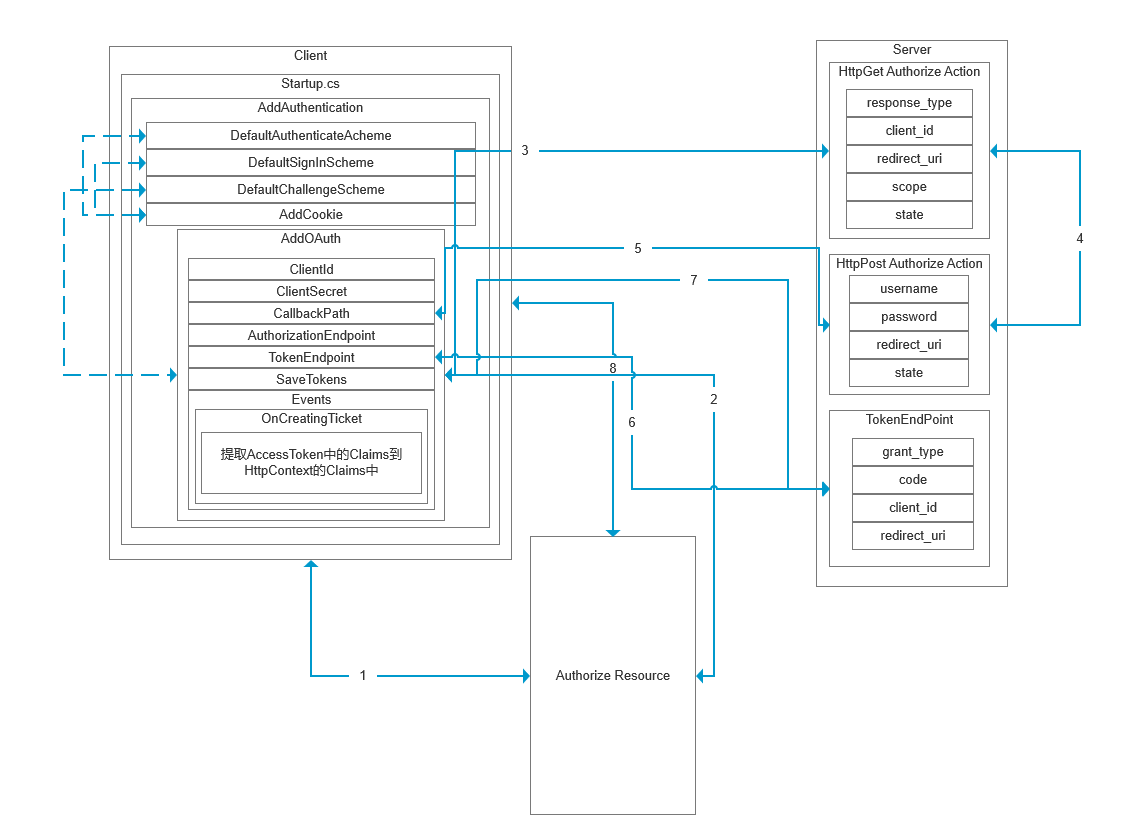 Client
Startup.cs
AddAuthentication
DefaultAuthenticateAcheme
DefaultSignInScheme
DefaultChallengeScheme
AddCookie
AddOAuth
ClientId
ClientSecret
CallbackPath
AuthorizationEndpoint
TokenEndpoint
SaveTokens
Events
OnCreatingTicket
提取AccessToken中的Claims到
HttpContext的Claims中
Server
HttpGet Authorize Action
response_type
client_id
redirect_uri
scope
state
HttpPost Authorize Action
username
password
redirect_uri
state
TokenEndPoint
grant_type
code
client_id
redirect_uri
3
4
5
7
8
2
6
1
Authorize Resource